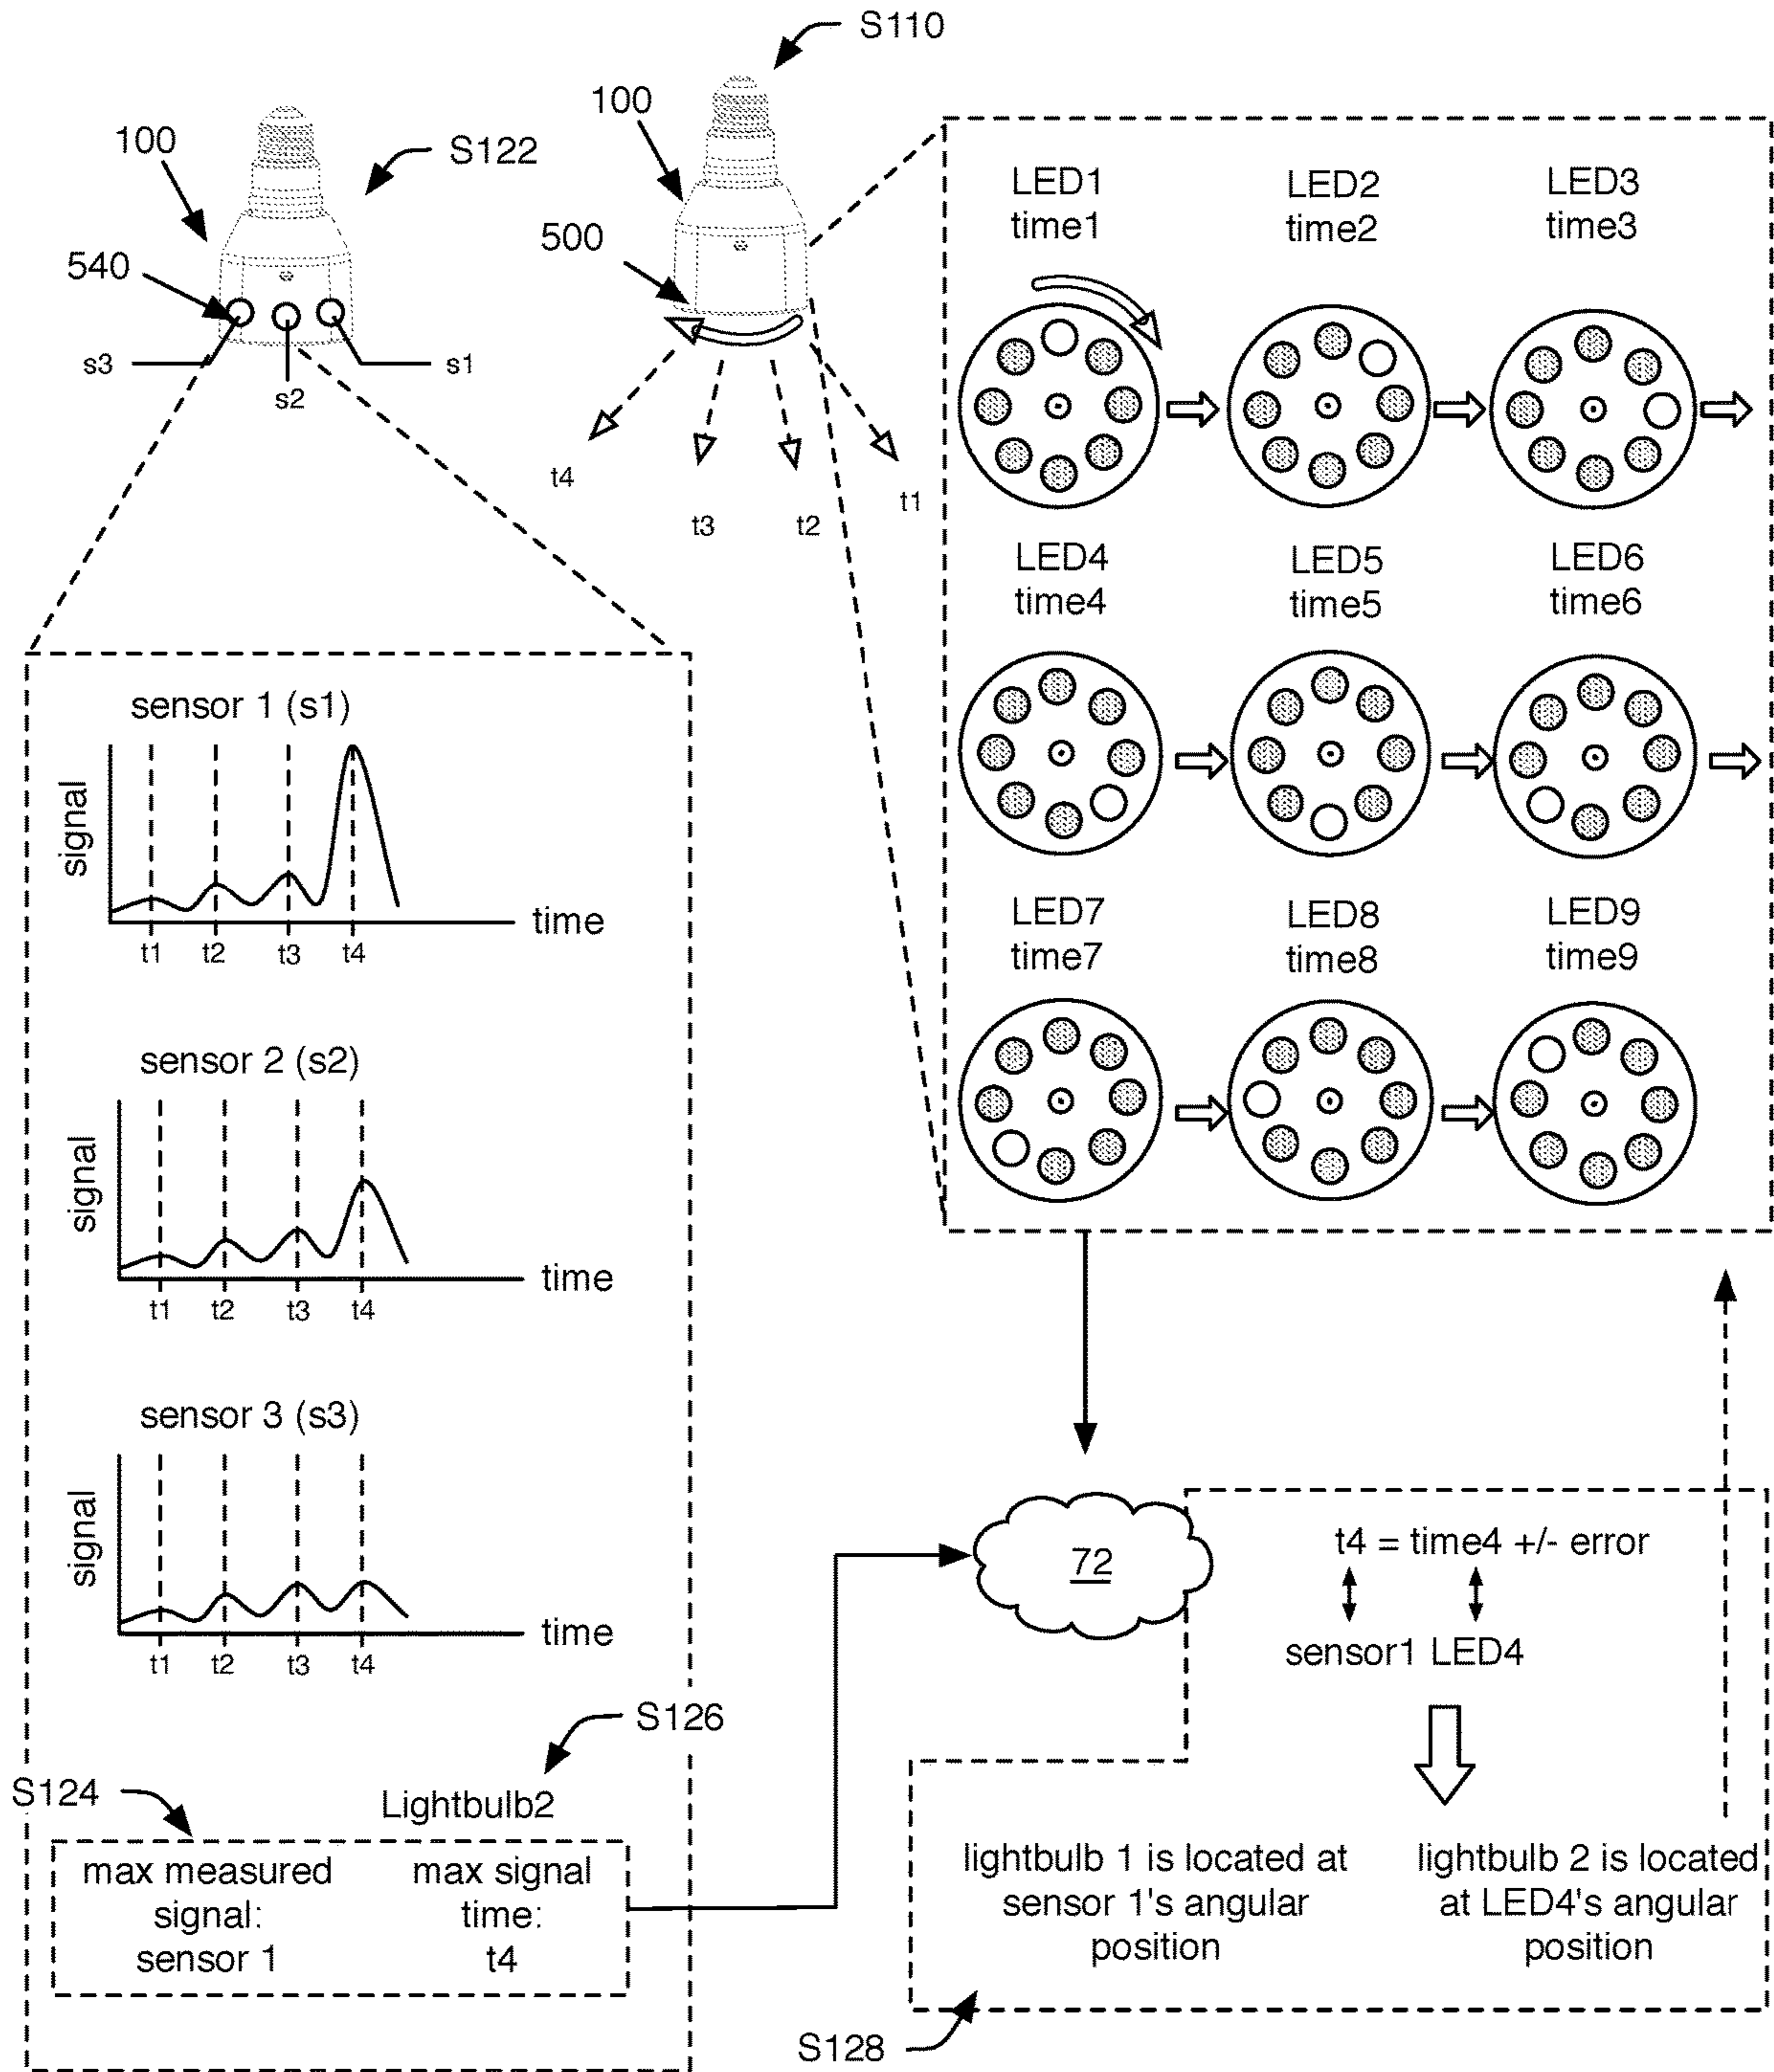 S110
100
S122
100
500
540
s3
s2
s1
t4
t3
t2
t1
LED1
time1
LED2
time2
LED3
time3
LED4
time4
LED5
time5
LED6
time6
LED7
time7
LED8
time8
LED9
time9
sensor 1 (s1)
signal
time
t1 t2 t3 t4
sensor 2 (s2)
signal
time
t1 t2 t3 t4
sensor 3 (s3)
signal
time
t1 t2 t3 t4
S126
S124
Lightbulb2
max measured
signal:
sensor 1
max signal
time:
t4
72
t4 = time4 +/- error
sensor1 LED4
lightbulb 1 is located at
sensor 1's angular
position
lightbulb 2 is located
at LED4's angular
position
S128